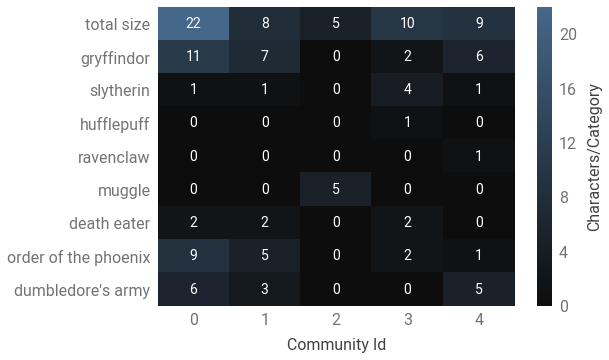 total size 22 8 5 10 9
gryffindor 11 7 0 2 6
slytherin 1 1 0 4 1
hufflepuff 0 0 0 1 0
ravenclaw 0 0 0 0 1
muggle 0 0 5 0 0
death eater 2 2 0 2 0
order of the phoenix 9 5 0 2 1
dumbledore's army 6 3 0 0 5
0 1 2 3 4
Community Id
20
16
12
8
4
0
Characters/Category